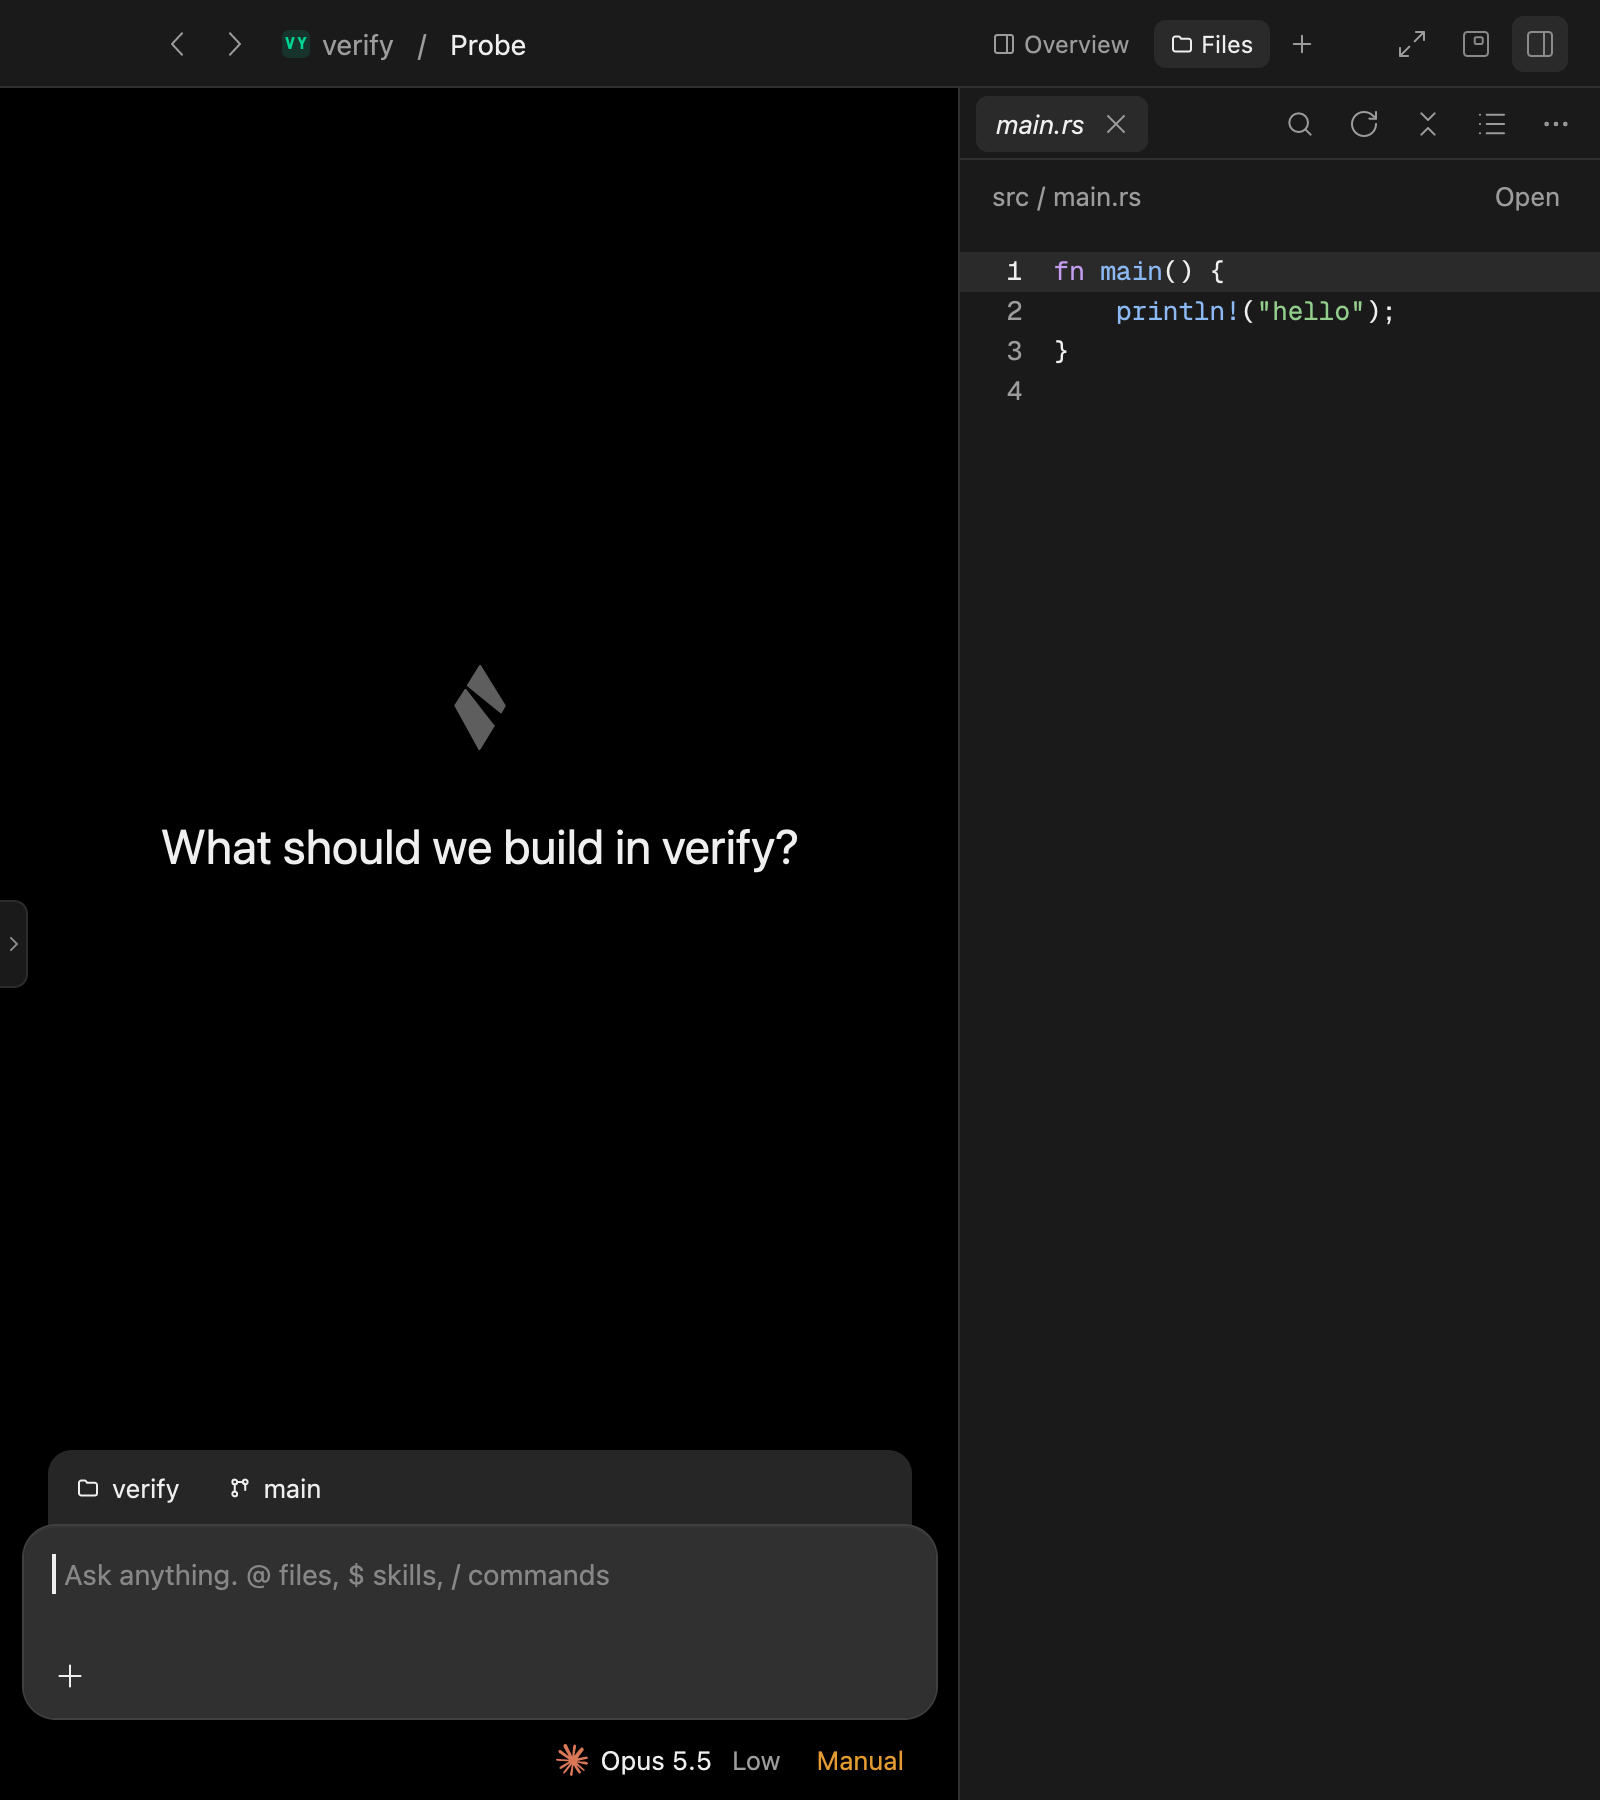 VY verify / Probe
Overview Files
main.rs
src / main.rs Open
1 fn main() {
2     println!("hello");
3 }
4
What should we build in verify?
verify main
Ask anything. @ files, $ skills, / commands
Opus 5.5 Low Manual